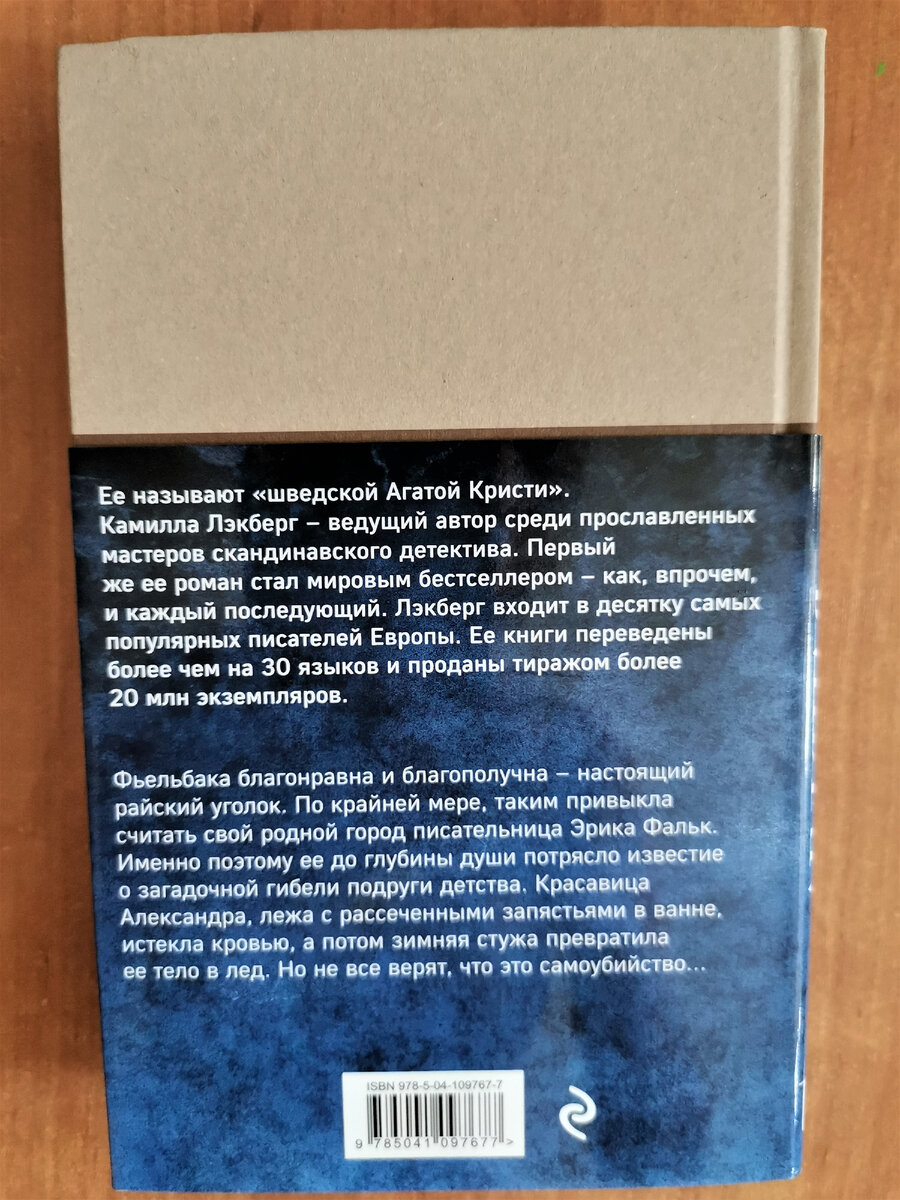 Ее называют «шведской Агатой Кристи».
Камилла Лэкберг – ведущий автор среди прославленных
мастеров скандинавского детектива. Первый
же ее роман стал мировым бестселлером – как, впрочем,
и каждый последующий. Лэкберг входит в десятку самых
популярных писателей Европы. Ее книги переведены
более чем на 30 языков и проданы тиражом более
20 млн экземпляров.
Фьельбака благонравна и благополучна – настоящий
райский уголок. По крайней мере, таким привыкла
считать свой родной город писательница Эрика Фальк.
Именно поэтому ее до глубины души потрясло известие
о загадочной гибели подруги детства. Красавица
Александра, лежа с рассеченными запястьями в ванне,
истекла кровью, а потом зимняя стужа превратила
ее тело в лед. Но не все верят, что это самоубийство...
ISBN 978-5-04-109767-7
9 785041 097677 >